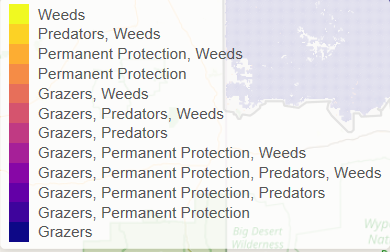 Weeds
Predators, Weeds
Permanent Protection, Weeds
Permanent Protection
Grazers, Weeds
Grazers, Predators, Weeds
Grazers, Predators
Grazers, Permanent Protection, Weeds
Grazers, Permanent Protection, Predators, Weeds
Grazers, Permanent Protection, Predators
Grazers, Permanent Protection
Grazers
Big Desert
Wilderness